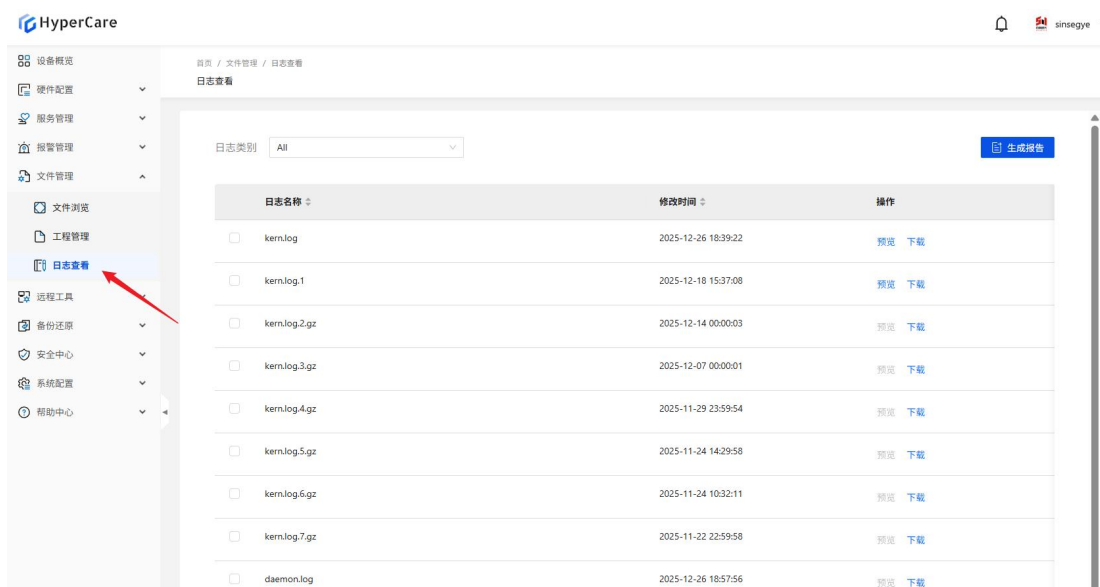 HyperCare
sinsegye
设备概览
硬件配置
服务管理
报警管理
文件管理
文件浏览
工程管理
日志查看
远程工具
备份还原
安全中心
系统配置
帮助中心
首页 / 文件管理 / 日志查看
日志查看
日志类别 All
生成报告
日志名称 修改时间 操作
kern.log 2025-12-26 18:39:22 预览 下载
kern.log.1 2025-12-18 15:37:08 预览 下载
kern.log.2.gz 2025-12-14 00:00:03 预览 下载
kern.log.3.gz 2025-12-07 00:00:01 预览 下载
kern.log.4.gz 2025-11-29 23:59:54 预览 下载
kern.log.5.gz 2025-11-24 14:29:58 预览 下载
kern.log.6.gz 2025-11-24 10:32:11 预览 下载
kern.log.7.gz 2025-11-22 22:59:58 预览 下载
daemon.log 2025-12-26 18:57:56 预览 下载